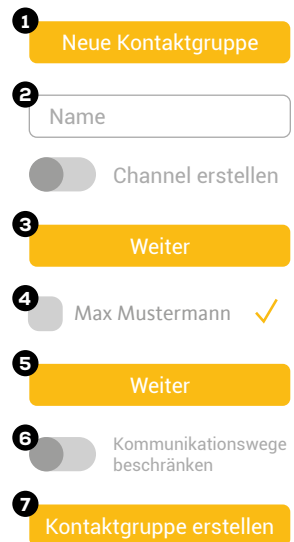 1
Neue Kontaktgruppe
2
Name
Channel erstellen
3
Weiter
4
Max Mustermann
5
Weiter
6
Kommunikationswege
beschränken
7
Kontaktgruppe erstellen